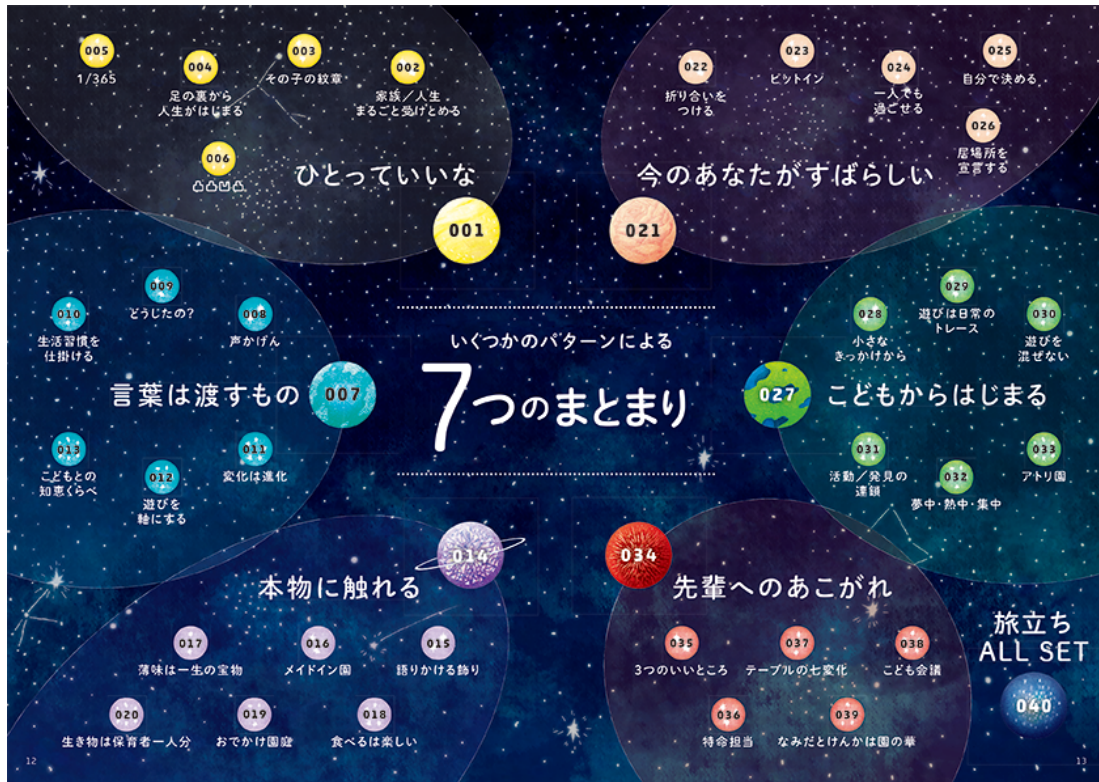 005
1/365
004
足の裏から
人生がはじまる
003
その子の紋章
002
家族／人生
まるごと受けとめる
006
凸凸凹凸
ひとっていいな
001
022
折り合いを
つける
023
ピットイン
024
一人でも
過ごせる
025
自分で決める
026
居場所を
宣言する
今のあなたがすばらしい
021
いくつかのパターンによる
7つのまとまり
010
生活習慣を
仕掛ける
009
どうしたの？
008
声かげん
言葉は渡すもの
007
013
こどもとの
知恵くらべ
012
遊びを
軸にする
011
変化は進化
028
小さな
きっかけから
029
遊びは日常の
トレース
030
遊びを
混ぜない
027
こどもからはじまる
031
活動／発見の
連鎖
032
夢中・熱中・集中
033
アトリ園
014
本物に触れる
017
薄味は一生の宝物
016
メイドイン園
015
語りかける飾り
020
生き物は保育者一人分
019
おでかけ園庭
018
食べるは楽しい
034
先輩へのあこがれ
035
3つのいいところ
037
テーブルの七変化
038
こども会議
036
特命担当
039
なみだとけんかは園の華
旅立ち
ALL SET
040
12
13